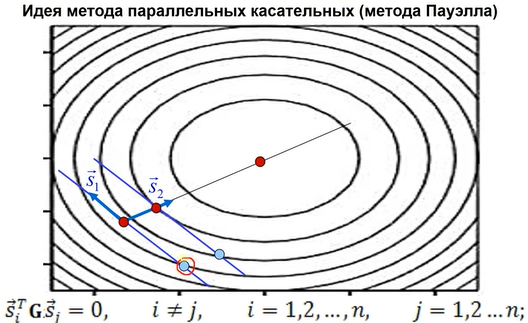 Идея метода параллельных касательных (метода Пауэлла)
s⃗₁
s⃗₂
s⃗ᵢᵀ G s⃗ⱼ = 0, i ≠ j, i = 1,2, …, n, j = 1,2 … n;